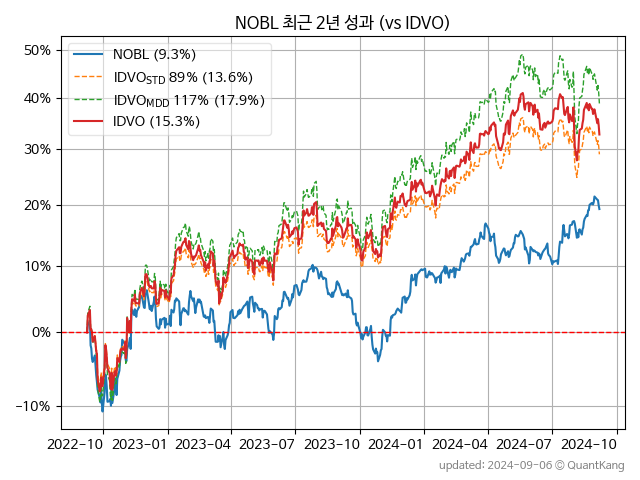 NOBL 최근 2년 성과 (vs IDVO)
50%
40%
30%
20%
10%
0%
−10%
NOBL (9.3%)
IDVO_STD 89% (13.6%)
IDVO_MDD 117% (17.9%)
IDVO (15.3%)
2022-10 2023-01 2023-04 2023-07 2023-10 2024-01 2024-04 2024-07 2024-10
updated: 2024-09-06 © QuantKang